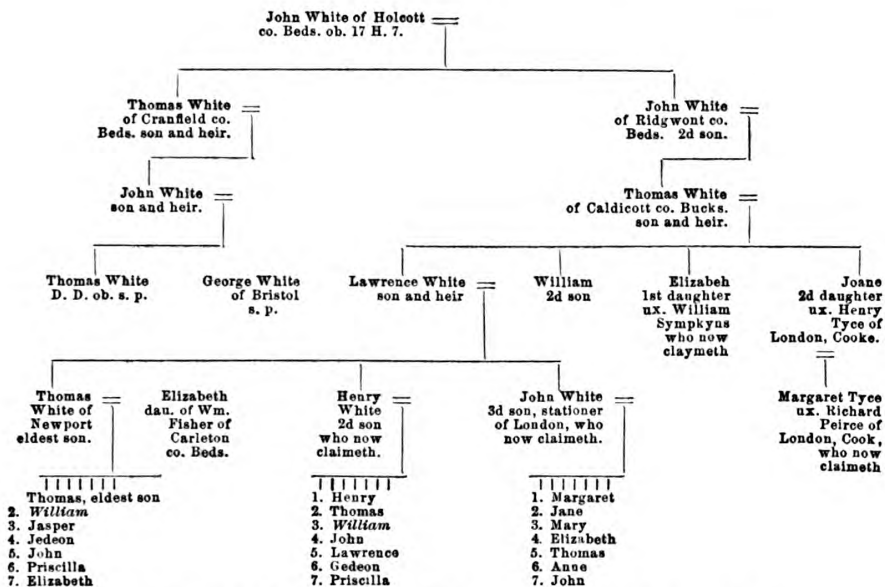 John White of Holcott
co. Beds. ob. 17 H. 7.
Thomas White
of Cranfield co.
Beds. son and heir.
John White
of Ridgwont co.
Beds. 2d son.
John White
son and heir.
Thomas White
of Caldicott co. Bucks.
son and heir.
Thomas White
D. D. ob. s. p.
George White
of Bristol
s. p.
Lawrence White
son and heir
William
2d son
Elizabeh
1st daughter
ux. William
Sympkyns
who now
claymeth
Joane
2d daughter
ux. Henry
Tyce of
London, Cooke.
Thomas
White of
Newport
eldest son.
Elizabeth
dau. of Wm.
Fisher of
Carleton
co. Beds.
Henry
White
2d son
who now
claimeth.
John White
3d son, stationer
of London, who
now claimeth.
Margaret Tyce
ux. Richard
Peirce of
London, Cook,
who now
claimeth
Thomas, eldest son
2. William
3. Jasper
4. Jedeon
5. John
6. Priscilla
7. Elizabeth
1. Henry
2. Thomas
3. William
4. John
5. Lawrence
6. Gedeon
7. Priscilla
1. Margaret
2. Jane
3. Mary
4. Elizabeth
5. Thomas
6. Anne
7. John